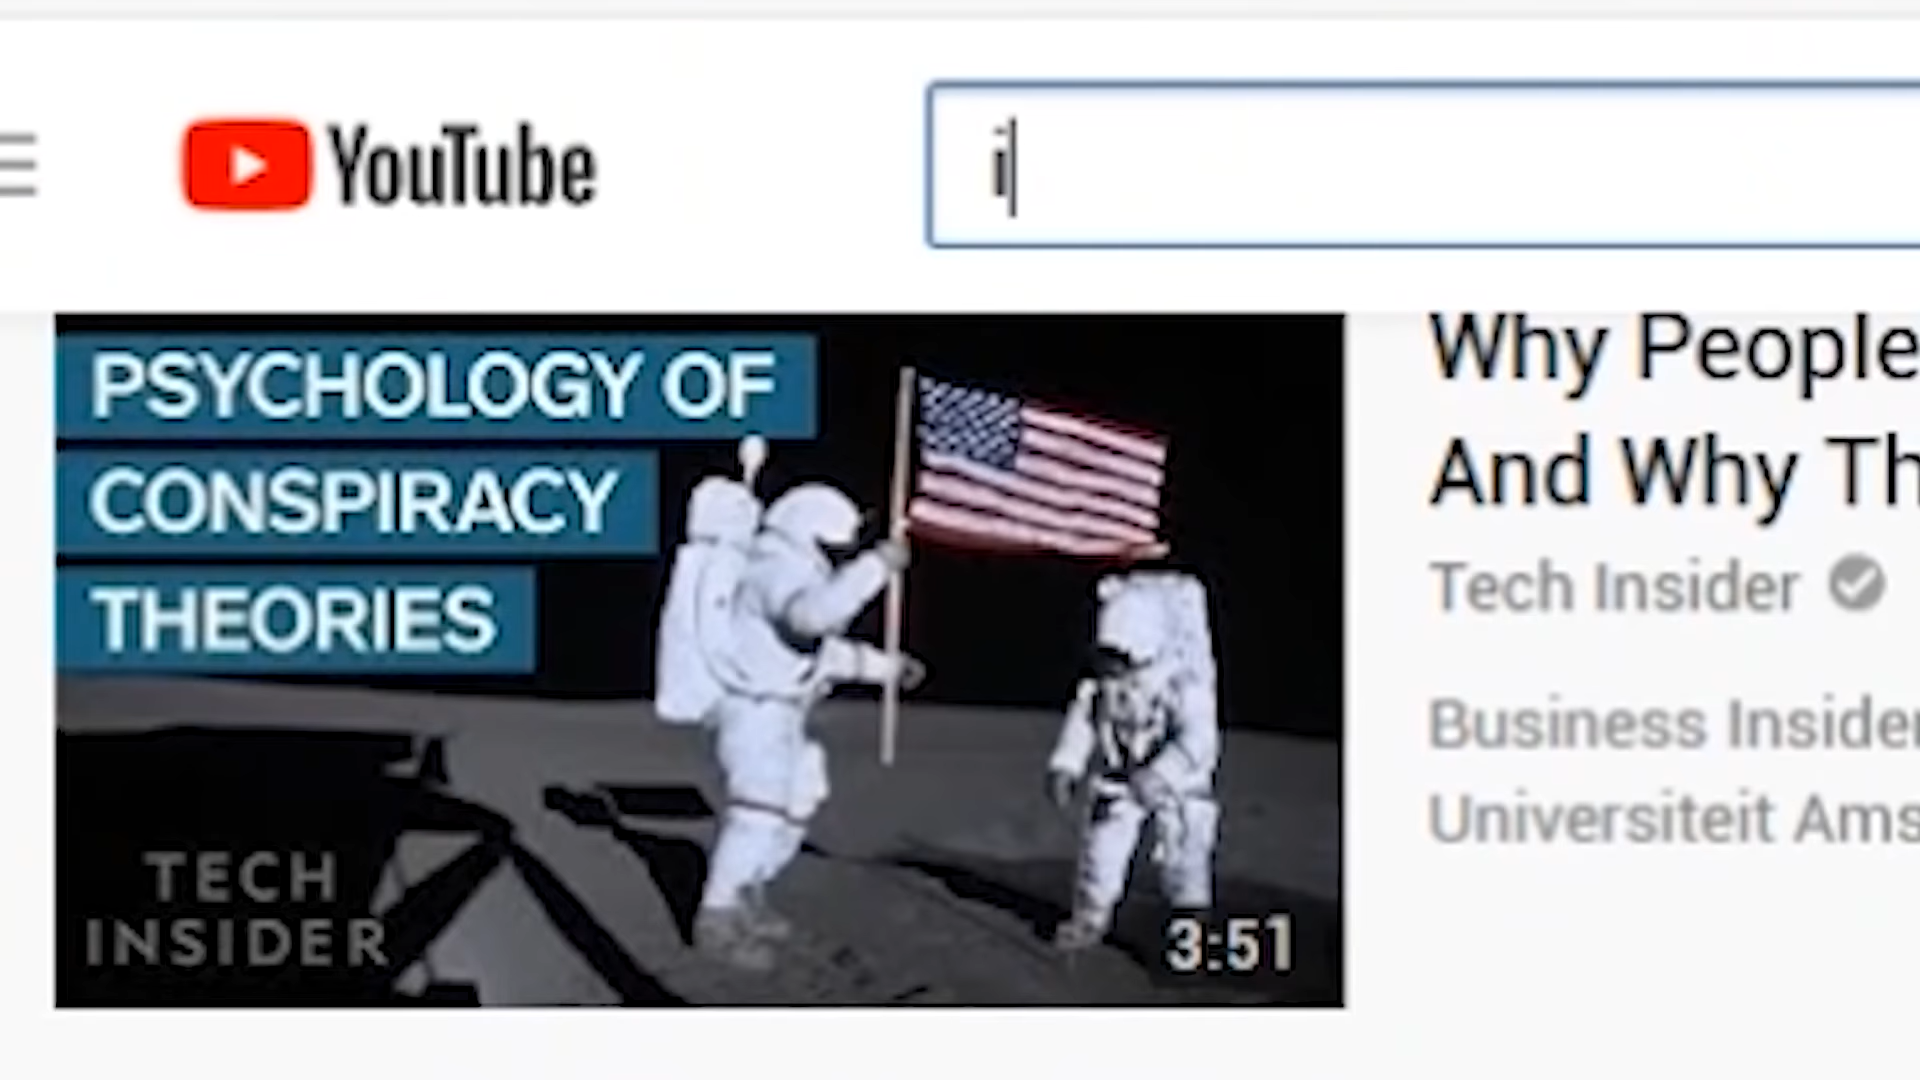 YouTube
i
PSYCHOLOGY OF
CONSPIRACY
THEORIES
TECH
INSIDER
3:51
Why People
And Why Th
Tech Insider
Business Insider
Universiteit Ams